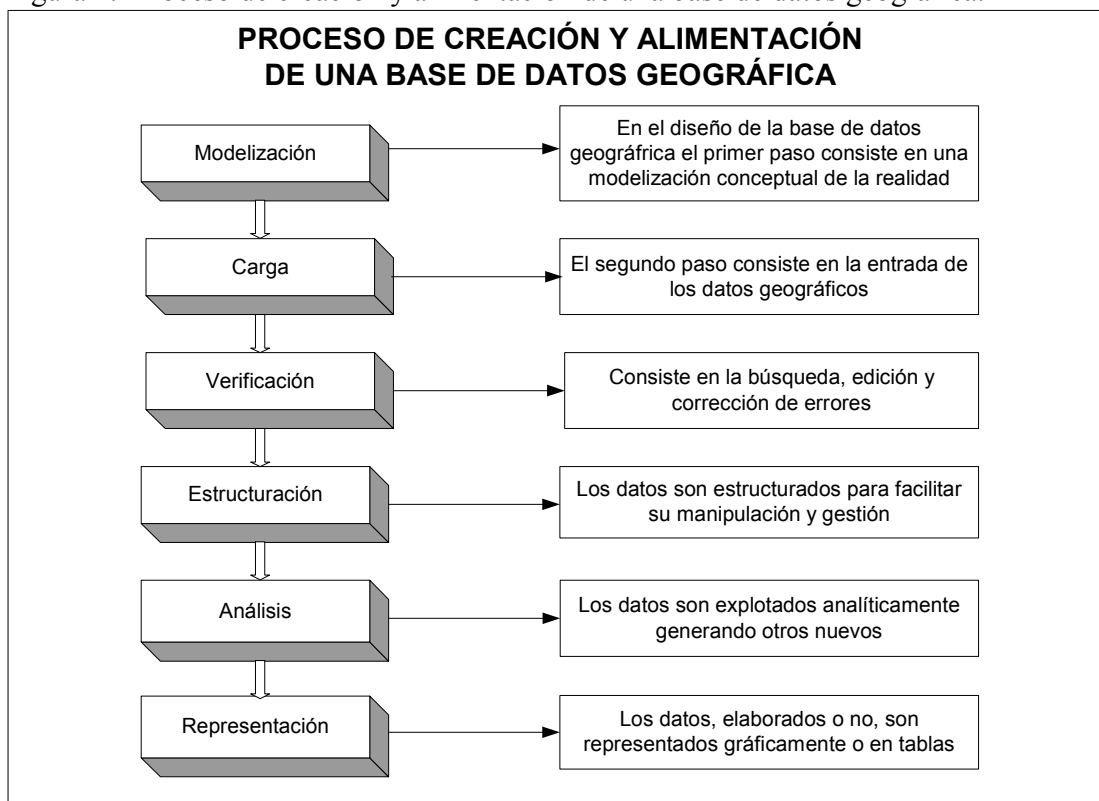 PROCESO DE CREACIÓN Y ALIMENTACIÓN
DE UNA BASE DE DATOS GEOGRÁFICA
Modelización
En el diseño de la base de datos
geográfrica el primer paso consiste en una
modelización conceptual de la realidad
Carga
El segundo paso consiste en la entrada de
los datos geográficos
Verificación
Consiste en la búsqueda, edición y
corrección de errores
Estructuración
Los datos son estructurados para facilitar
su manipulación y gestión
Análisis
Los datos son explotados analíticamente
generando otros nuevos
Representación
Los datos, elaborados o no, son
representados gráficamente o en tablas